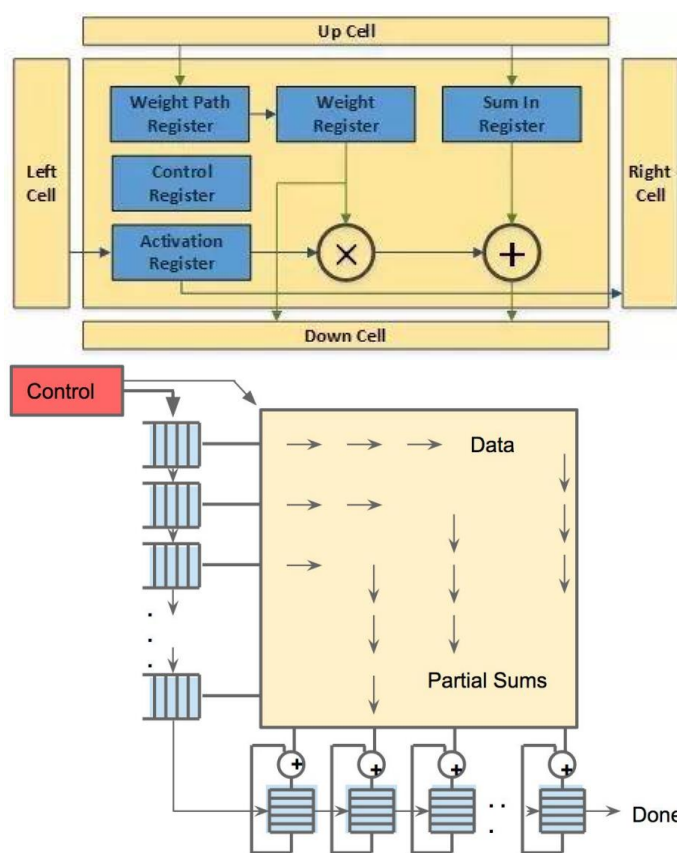 Up Cell
Weight Path
Register
Weight
Register
Sum In
Register
Left
Cell
Control
Register
Right
Cell
Activation
Register
×
+
Down Cell
Control
Data
Partial Sums
+
+
+
+
Done